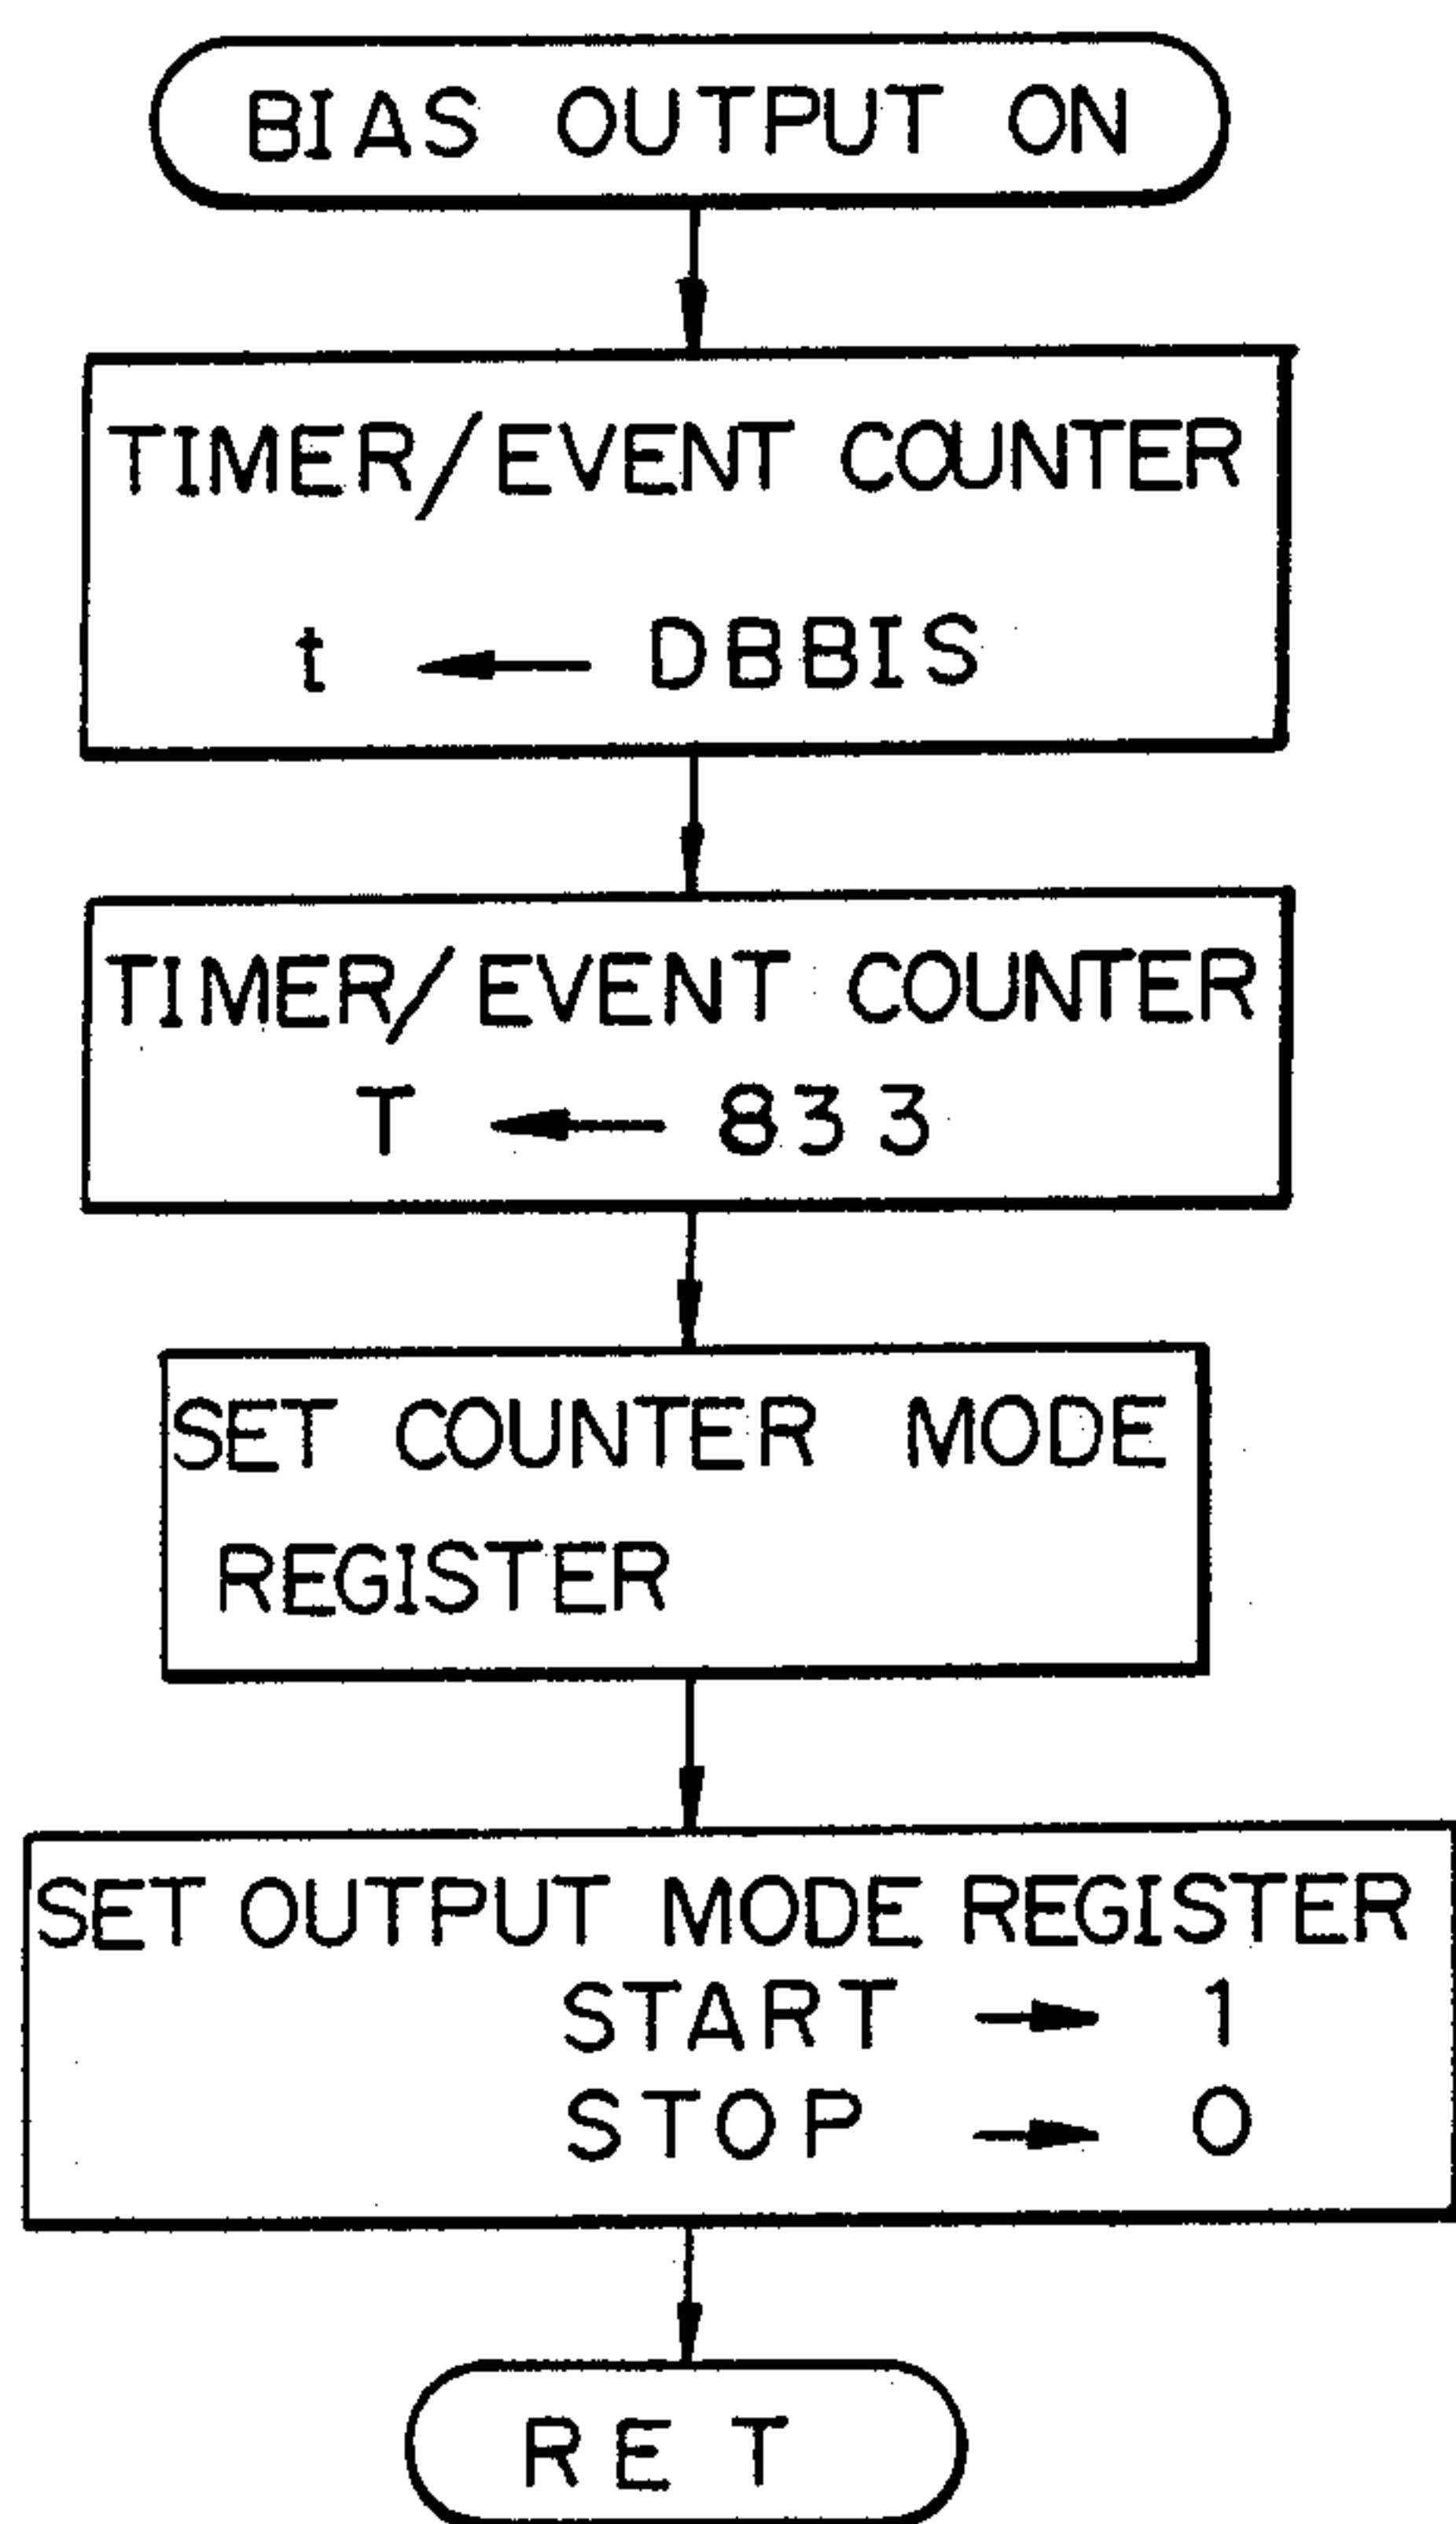 BIAS OUTPUT ON
TIMER/EVENT COUNTER
t ← DBBIS
TIMER/EVENT COUNTER
T ← 833
SET COUNTER MODE
REGISTER
SET OUTPUT MODE REGISTER
START → 1
STOP → 0
RET